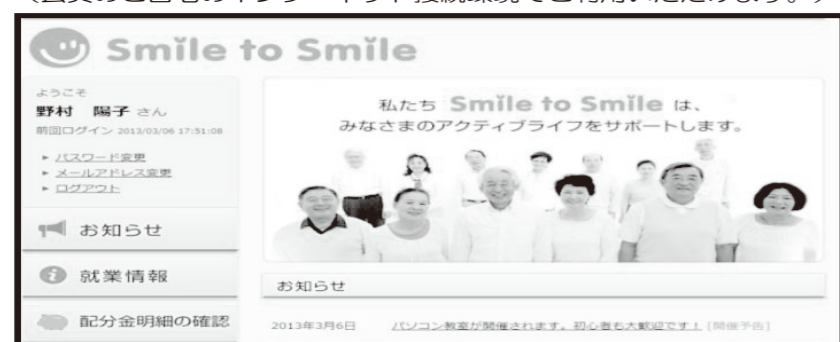 Smile to Smile
ようこそ
野村 陽子 さん
前回ログイン 2013/03/06 17:51:08
パスワード変更
メールアドレス変更
ログアウト
お知らせ
就業情報
配分金明細の確認
私たち Smile to Smile は、
みなさまのアクティブライフをサポートします。
お知らせ
2013年3月6日 パソコン教室が開催されます。初心者も大歓迎です！ [開催予告]